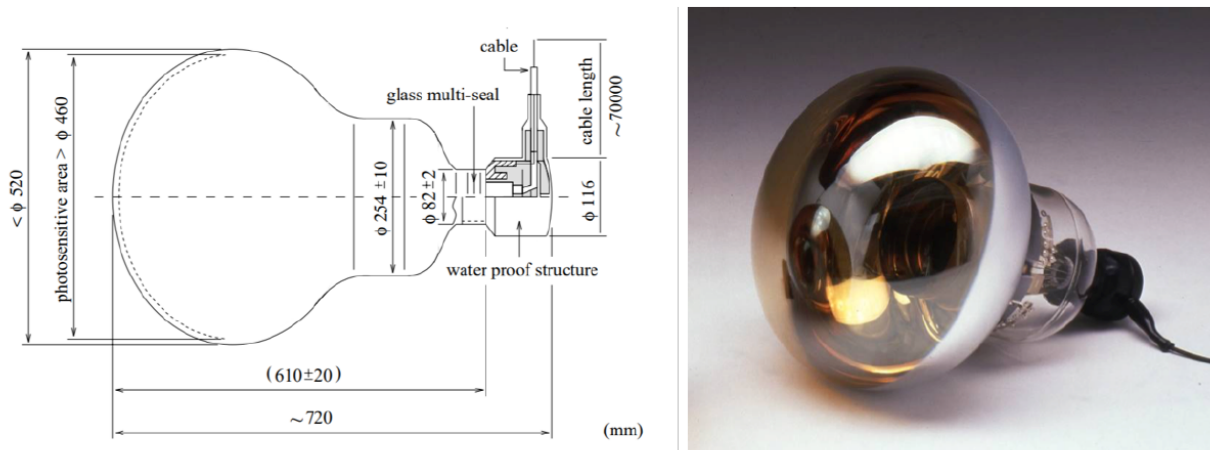 cable
glass multi-seal
cable length
~70000
< φ 520
photosensitive area > φ 460
φ 254 ±10
φ 82±2
φ 116
water proof structure
(610±20)
~720
(mm)